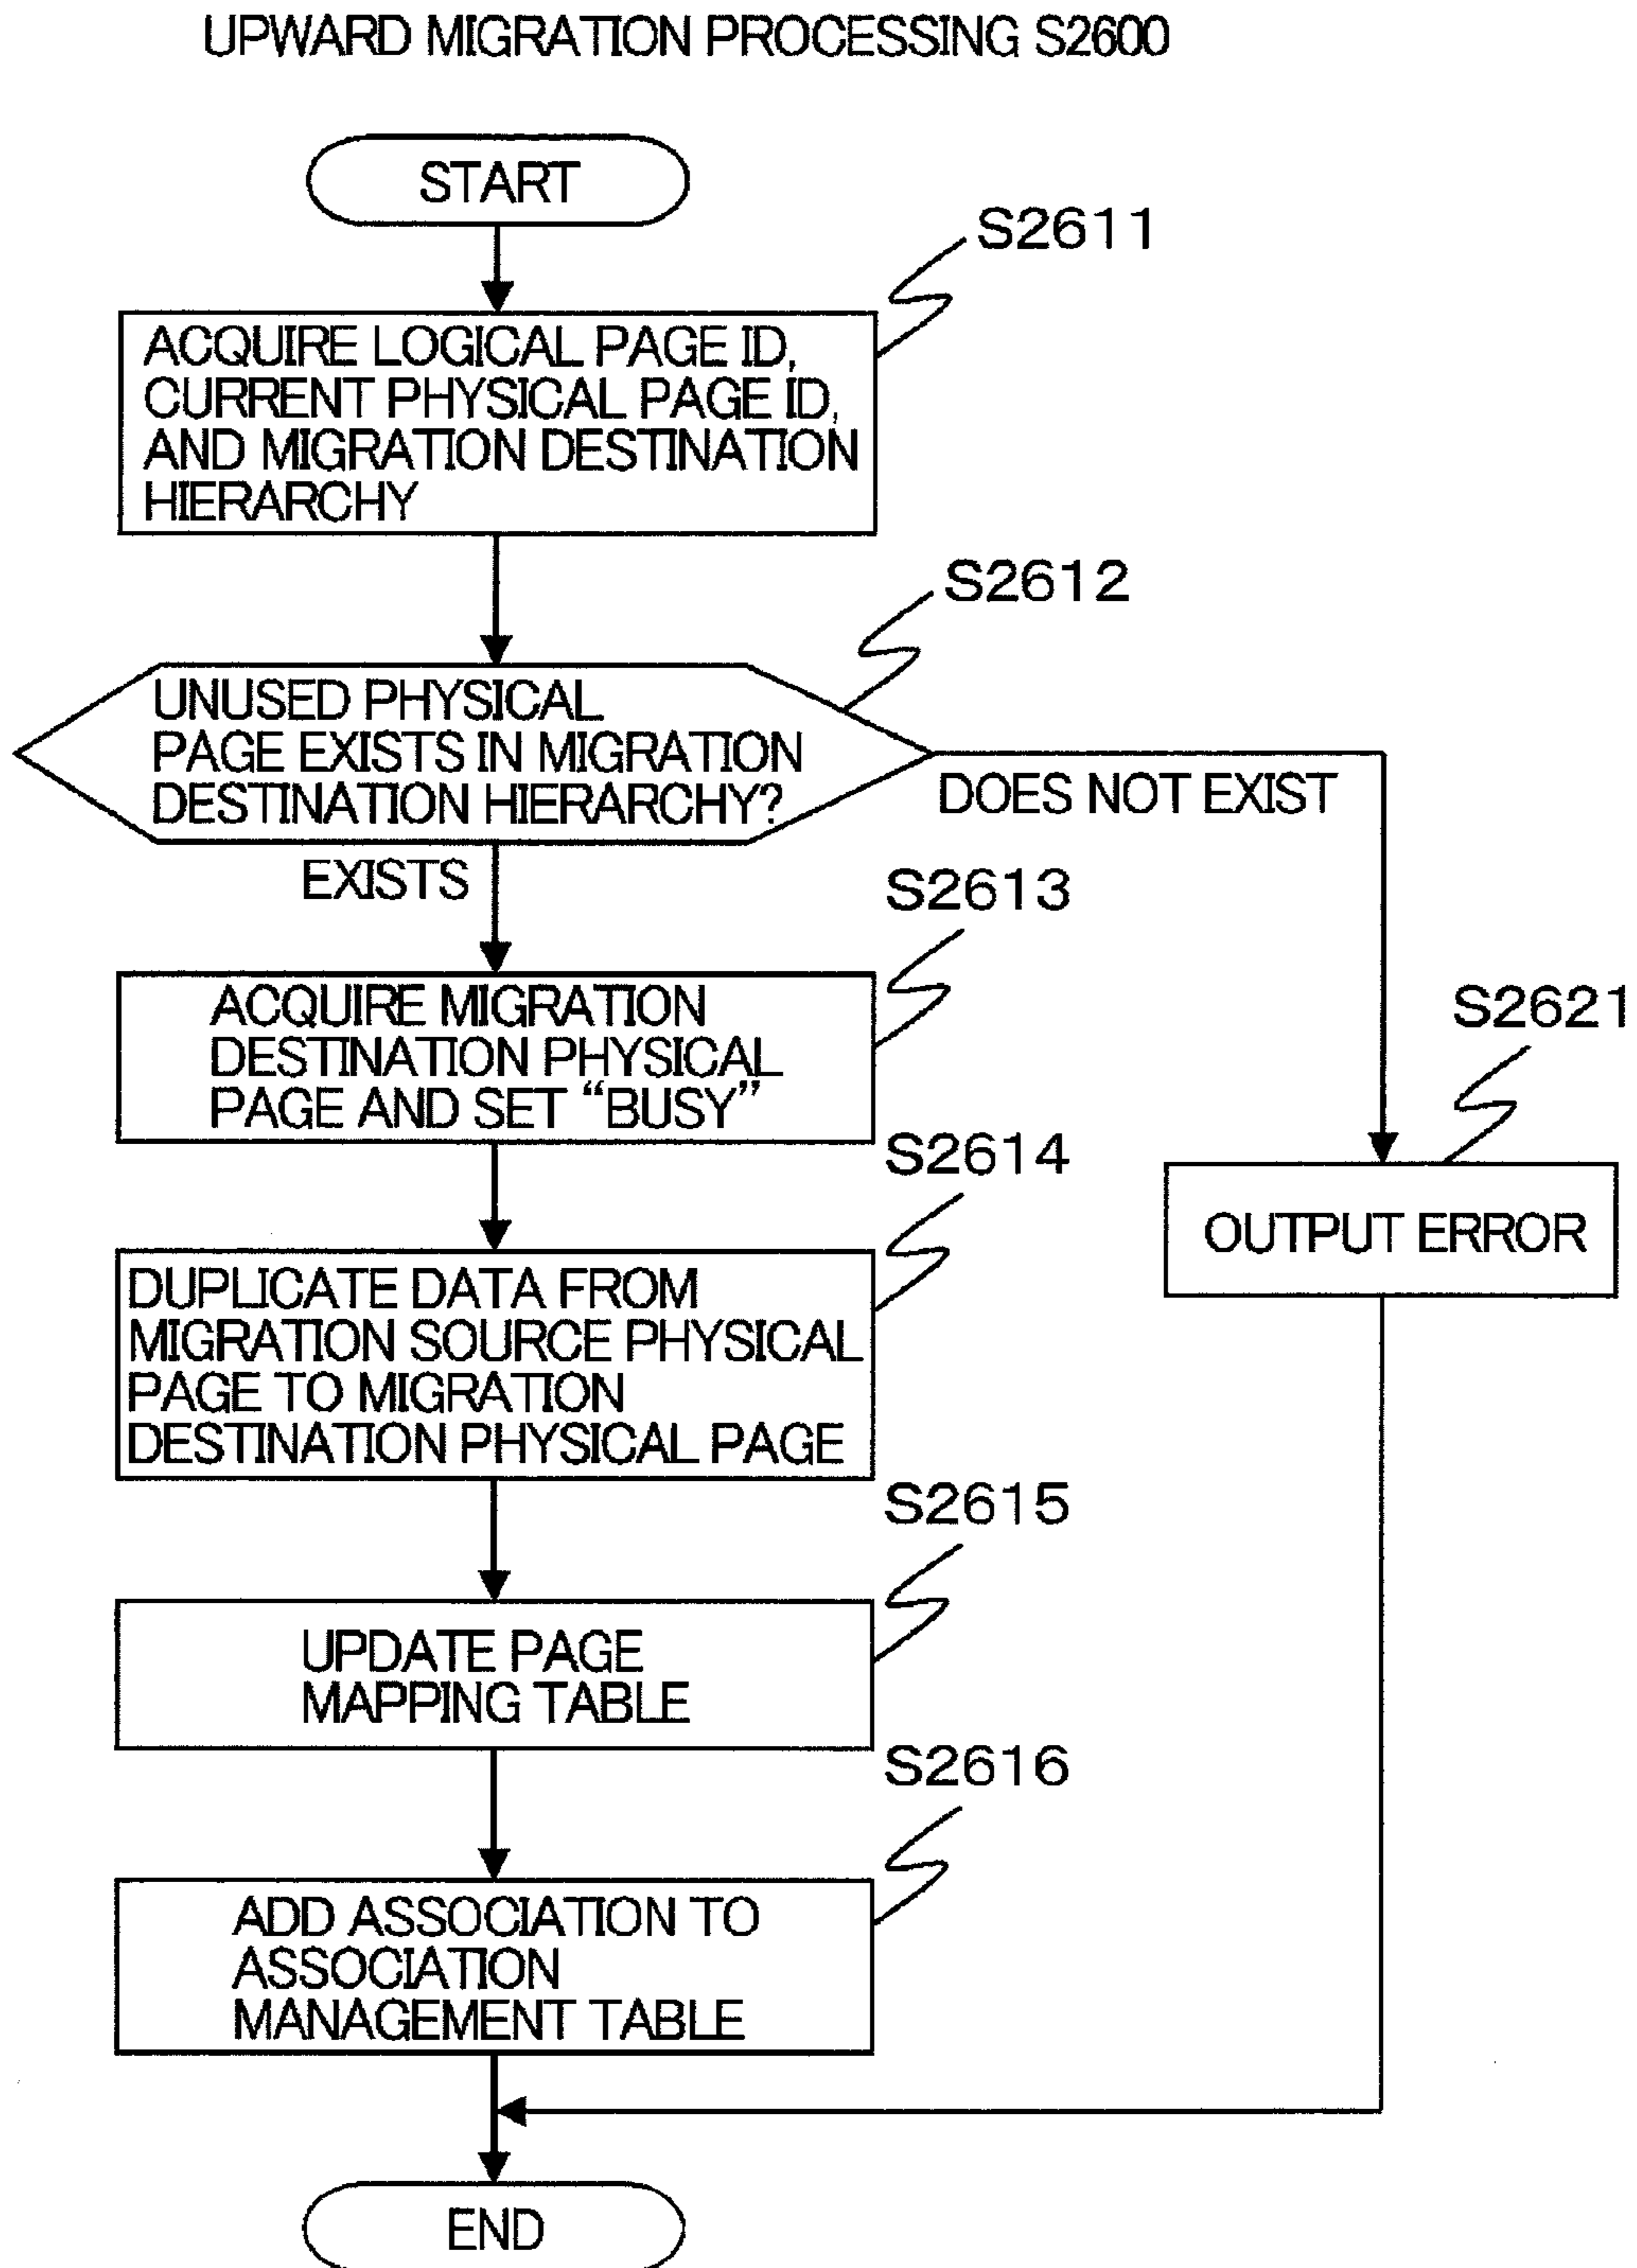 UPWARD MIGRATION PROCESSING S2600
START
S2611
ACQUIRE LOGICAL PAGE ID,
CURRENT PHYSICAL PAGE ID,
AND MIGRATION DESTINATION
HIERARCHY
S2612
UNUSED PHYSICAL
PAGE EXISTS IN MIGRATION
DESTINATION HIERARCHY?
DOES NOT EXIST
EXISTS
S2613
ACQUIRE MIGRATION
DESTINATION PHYSICAL
PAGE AND SET “BUSY”
S2621
OUTPUT ERROR
S2614
DUPLICATE DATA FROM
MIGRATION SOURCE PHYSICAL
PAGE TO MIGRATION
DESTINATION PHYSICAL PAGE
S2615
UPDATE PAGE
MAPPING TABLE
S2616
ADD ASSOCIATION TO
ASSOCIATION
MANAGEMENT TABLE
END